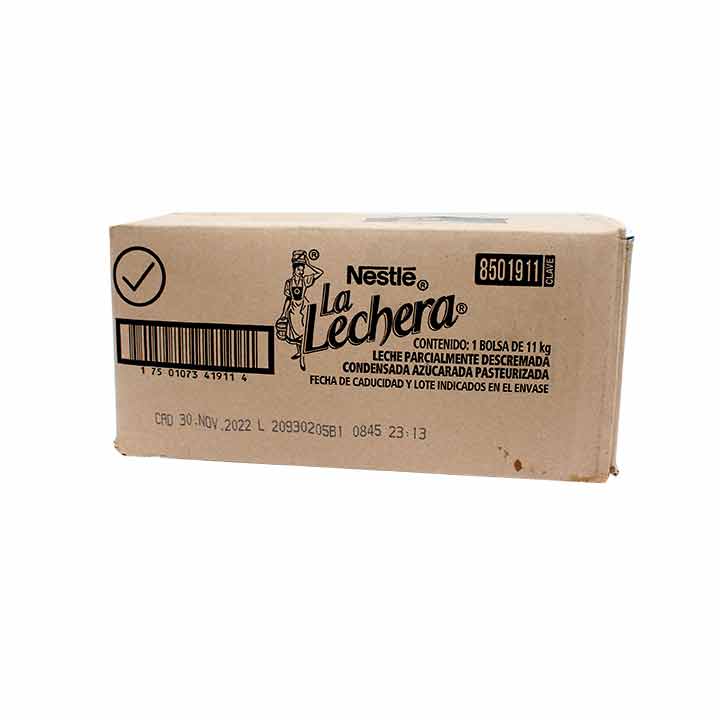 Nestlé®
8501911
CLAVE
La
Lechera®
CONTENIDO: 1 BOLSA DE 11 kg
LECHE PARCIALMENTE DESCREMADA
CONDENSADA AZUCARADA PASTEURIZADA
FECHA DE CADUCIDAD Y LOTE INDICADOS EN EL ENVASE
1 75 01073 41911 4
CAD 30.NOV.2022 L 20930205B1 0845 23:13